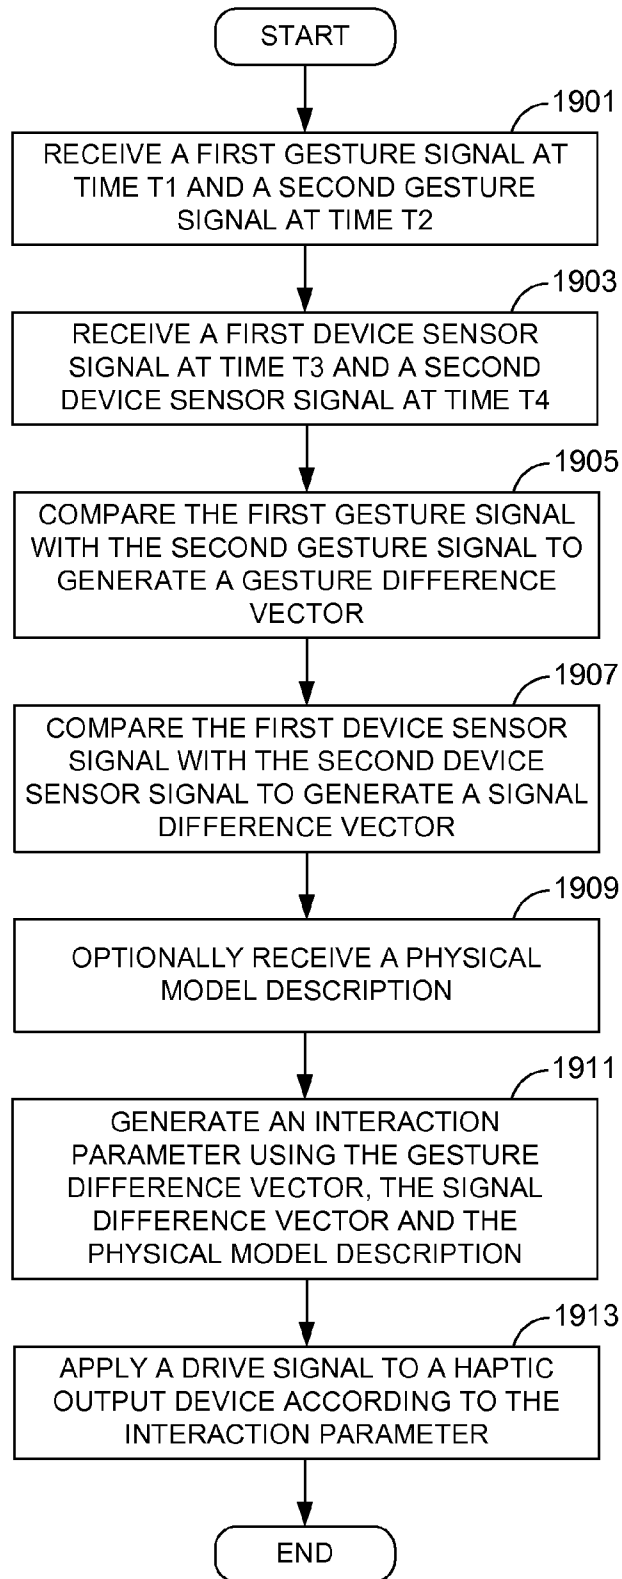 START
1901
RECEIVE A FIRST GESTURE SIGNAL AT
TIME T1 AND A SECOND GESTURE
SIGNAL AT TIME T2
1903
RECEIVE A FIRST DEVICE SENSOR
SIGNAL AT TIME T3 AND A SECOND
DEVICE SENSOR SIGNAL AT TIME T4
1905
COMPARE THE FIRST GESTURE SIGNAL
WITH THE SECOND GESTURE SIGNAL TO
GENERATE A GESTURE DIFFERENCE
VECTOR
1907
COMPARE THE FIRST DEVICE SENSOR
SIGNAL WITH THE SECOND DEVICE
SENSOR SIGNAL TO GENERATE A SIGNAL
DIFFERENCE VECTOR
1909
OPTIONALLY RECEIVE A PHYSICAL
MODEL DESCRIPTION
1911
GENERATE AN INTERACTION
PARAMETER USING THE GESTURE
DIFFERENCE VECTOR, THE SIGNAL
DIFFERENCE VECTOR AND THE
PHYSICAL MODEL DESCRIPTION
1913
APPLY A DRIVE SIGNAL TO A HAPTIC
OUTPUT DEVICE ACCORDING TO THE
INTERACTION PARAMETER
END